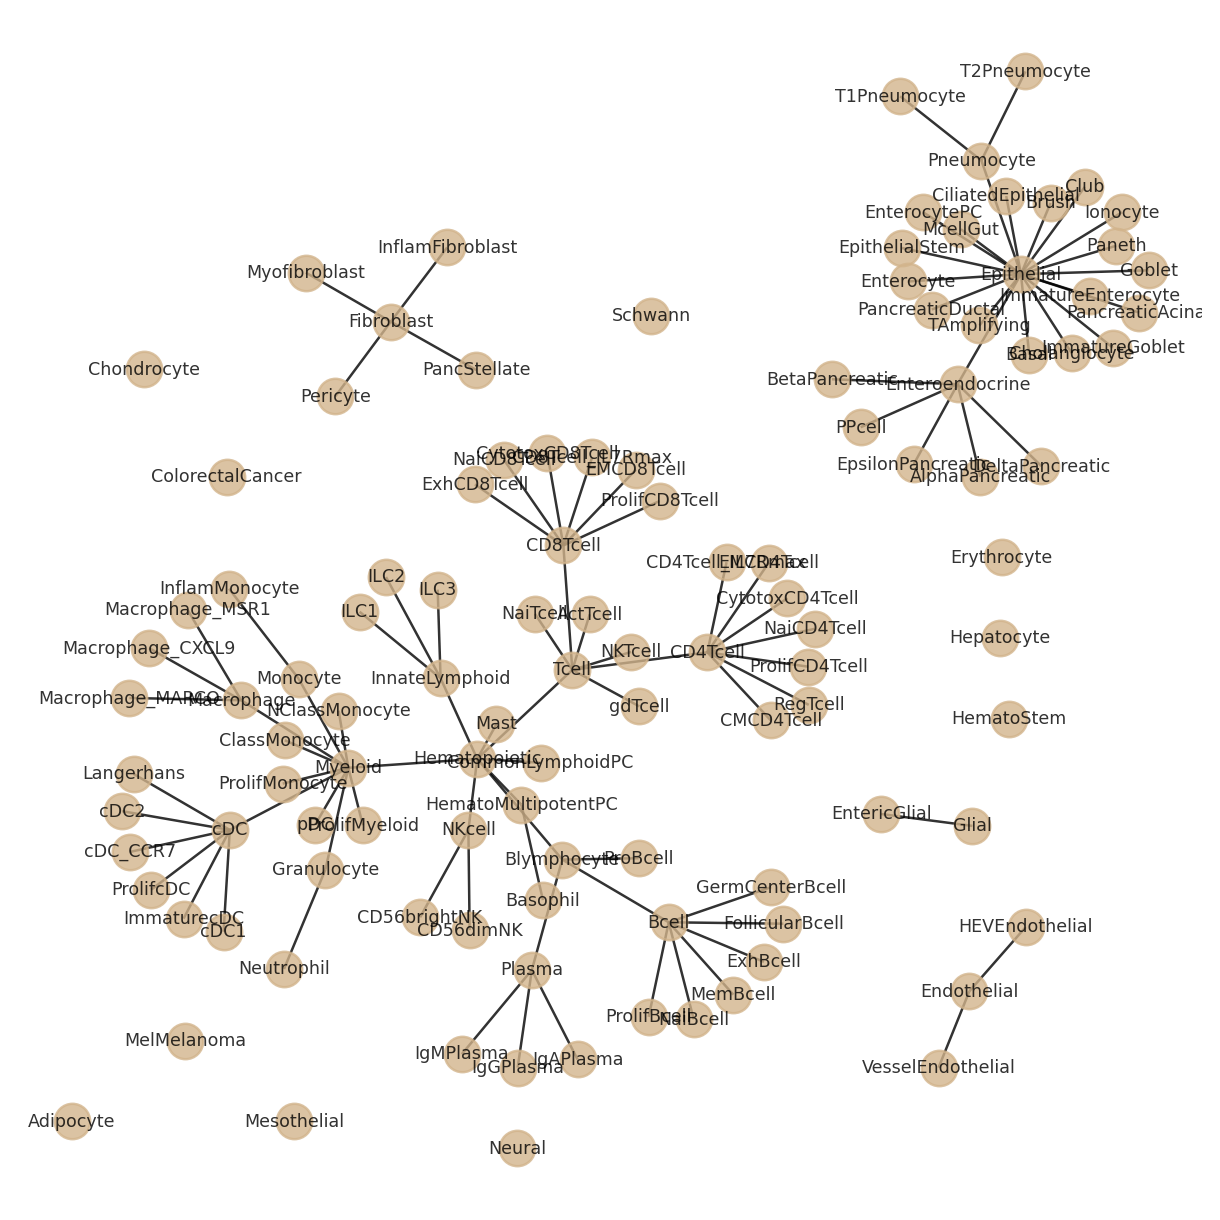 T2Pneumocyte
T1Pneumocyte
Pneumocyte
Club
CiliatedEpithelial
Brush
EnterocytePC
Ionocyte
McellGut
EpithelialStem
Paneth
InflamFibroblast
Myofibroblast
Epithelial
Goblet
Enterocyte
ImmatureEnterocyte
PancreaticDuctal
PancreaticAcina
Schwann
Fibroblast
TAmplifying
ImmatureGoblet
Basal
Cholangiocyte
Chondrocyte
PancStellate
BetaPancreatic
Enteroendocrine
Pericyte
PPcell
CytotoxCD8Tcell
NaiCD8Tcell
EMCD8Tcell
EpsilonPancreatic
DeltaPancreatic
AlphaPancreatic
ColorectalCancer
ExhCD8Tcell
ProlifCD8Tcell
CD8Tcell
Erythrocyte
CD4Tcell_IL7Rmax
EMCD4Tcell
ILC2
ILC3
InflamMonocyte
CytotoxCD4Tcell
Macrophage_MSR1
ILC1
NaiTcell
ActTcell
NaiCD4Tcell
Hepatocyte
Macrophage_CXCL9
NKTcell
CD4Tcell
Tcell
ProlifCD4Tcell
Monocyte
InnateLymphoid
Macrophage_MARCO
Macrophage
RegTcell
gdTcell
NClassMonocyte
CMCD4Tcell
HematoStem
Mast
ClassMonocyte
Hematopoietic
CommonLymphoidPC
Myeloid
Langerhans
ProlifMonocyte
HematoMultipotentPC
cDC2
EntericGlial
Glial
pDC
ProlifMyeloid
cDC
NKcell
cDC_CCR7
Blymphocyte
ProBcell
Granulocyte
ProlifcDC
GermCenterBcell
Basophil
ImmaturecDC
CD56brightNK
Bcell
FollicularBcell
HEVEndothelial
cDC1
CD56dimNK
ExhBcell
Neutrophil
Plasma
MemBcell
Endothelial
ProlifBcell
NaiBcell
MelMelanoma
IgMPlasma
IgAPlasma
IgGPlasma
VesselEndothelial
Adipocyte
Mesothelial
Neural